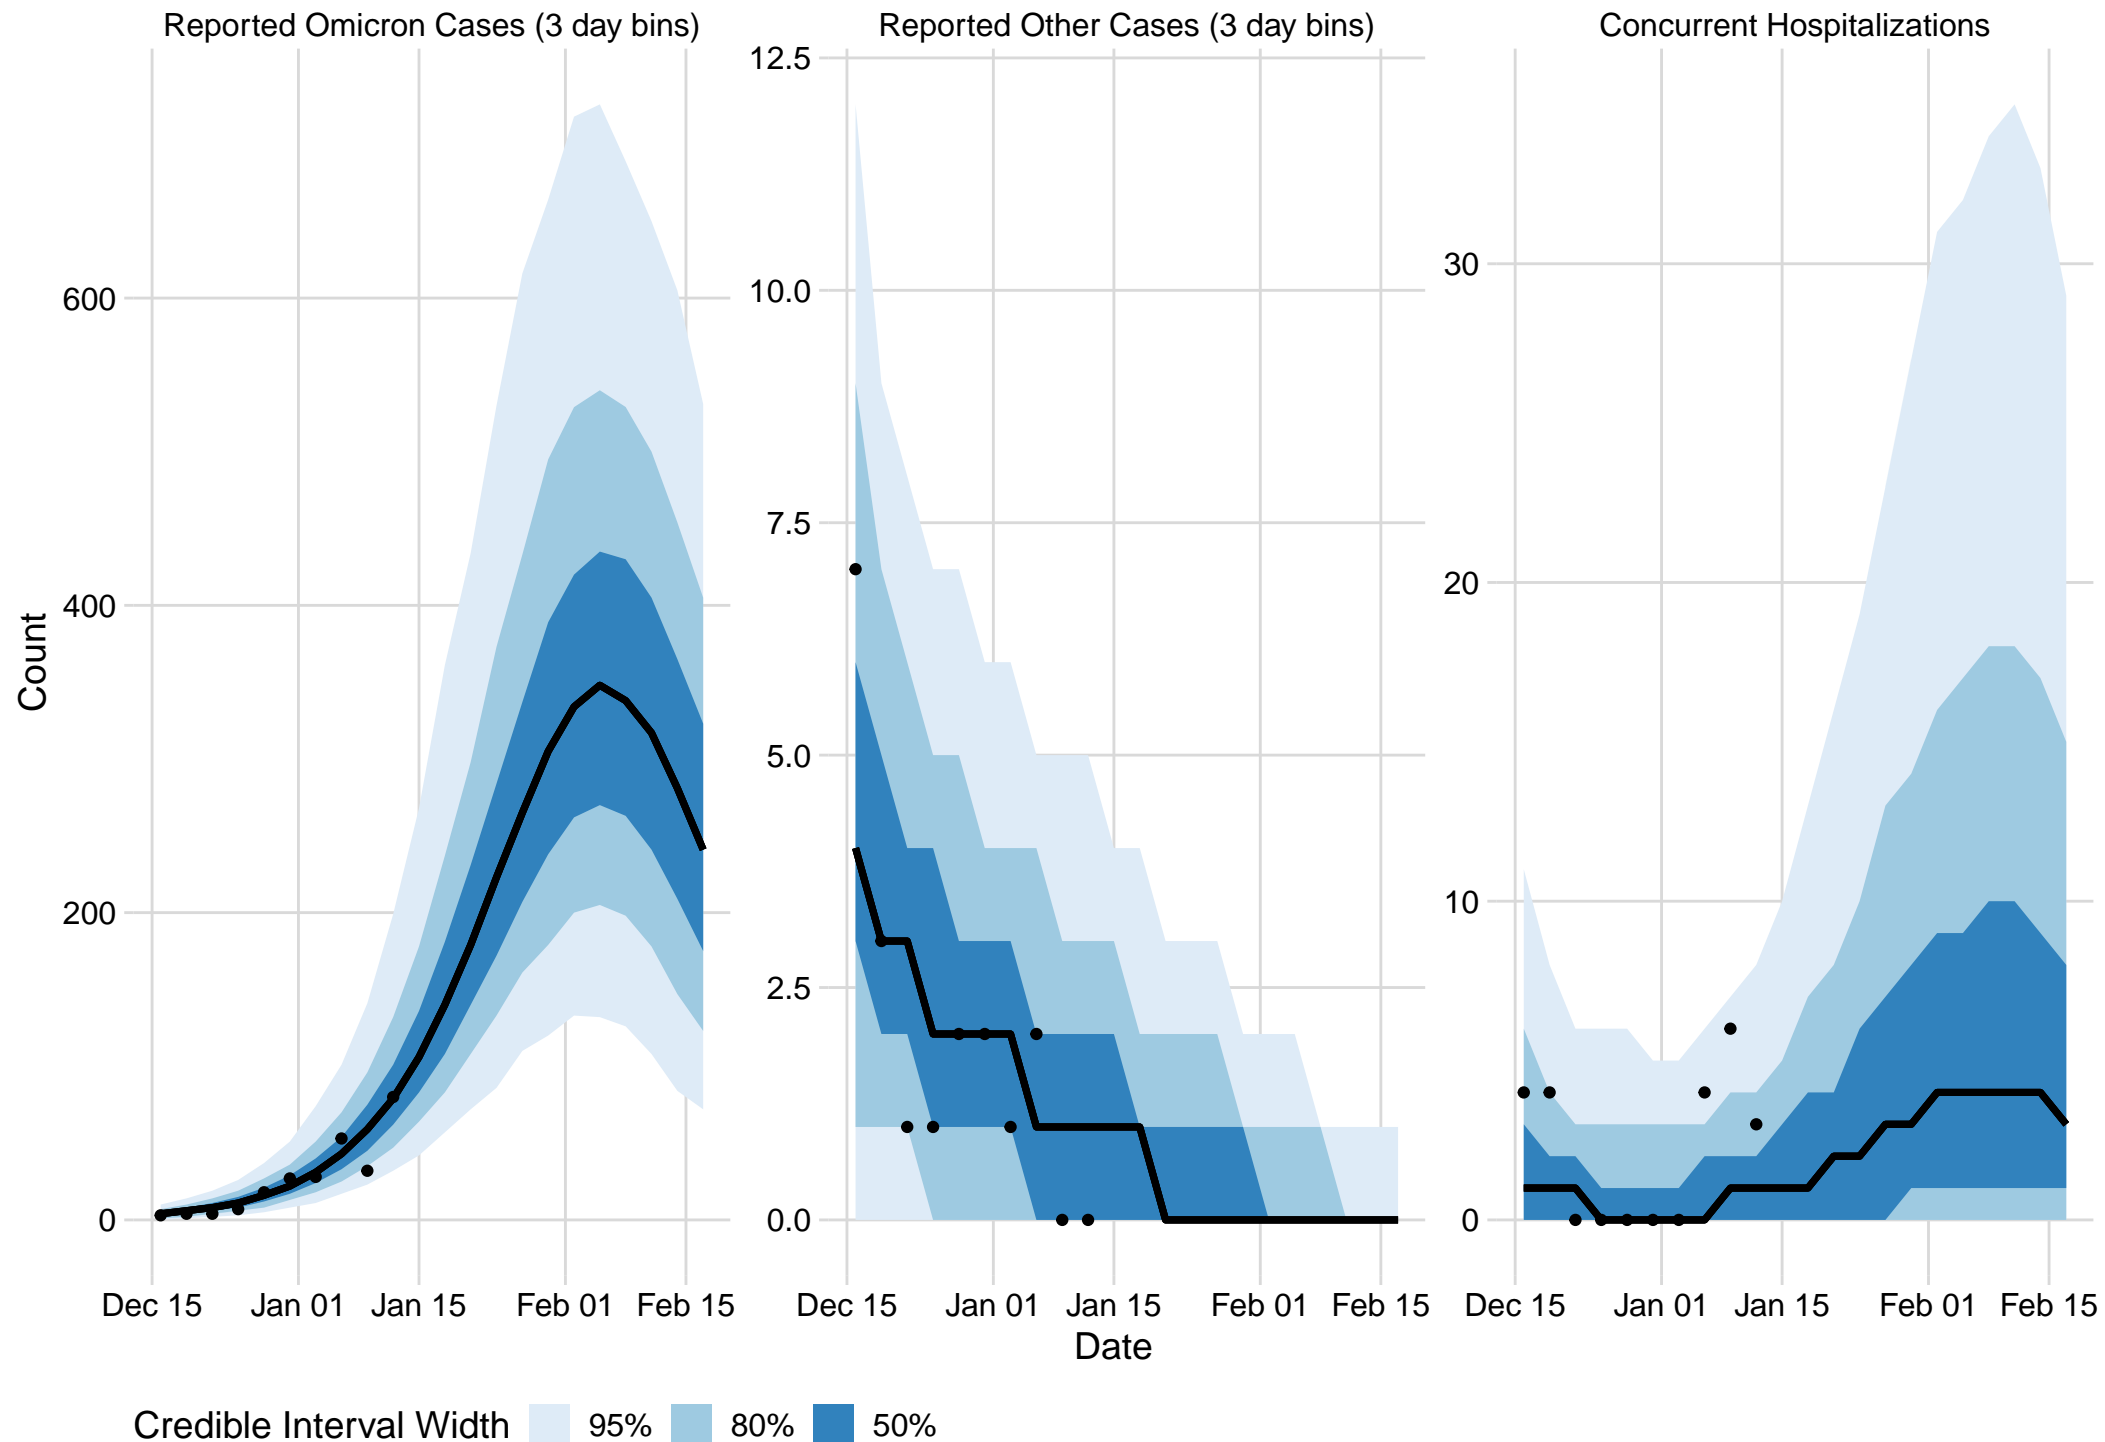 Reported Omicron Cases (3 day bins)
Reported Other Cases (3 day bins)
Concurrent Hospitalizations
Count
600
400
200
0
12.5
10.0
7.5
5.0
2.5
0.0
30
20
10
0
Dec 15 Jan 01 Jan 15 Feb 01 Feb 15
Dec 15 Jan 01 Jan 15 Feb 01 Feb 15
Dec 15 Jan 01 Jan 15 Feb 01 Feb 15
Date
Credible Interval Width 95% 80% 50%